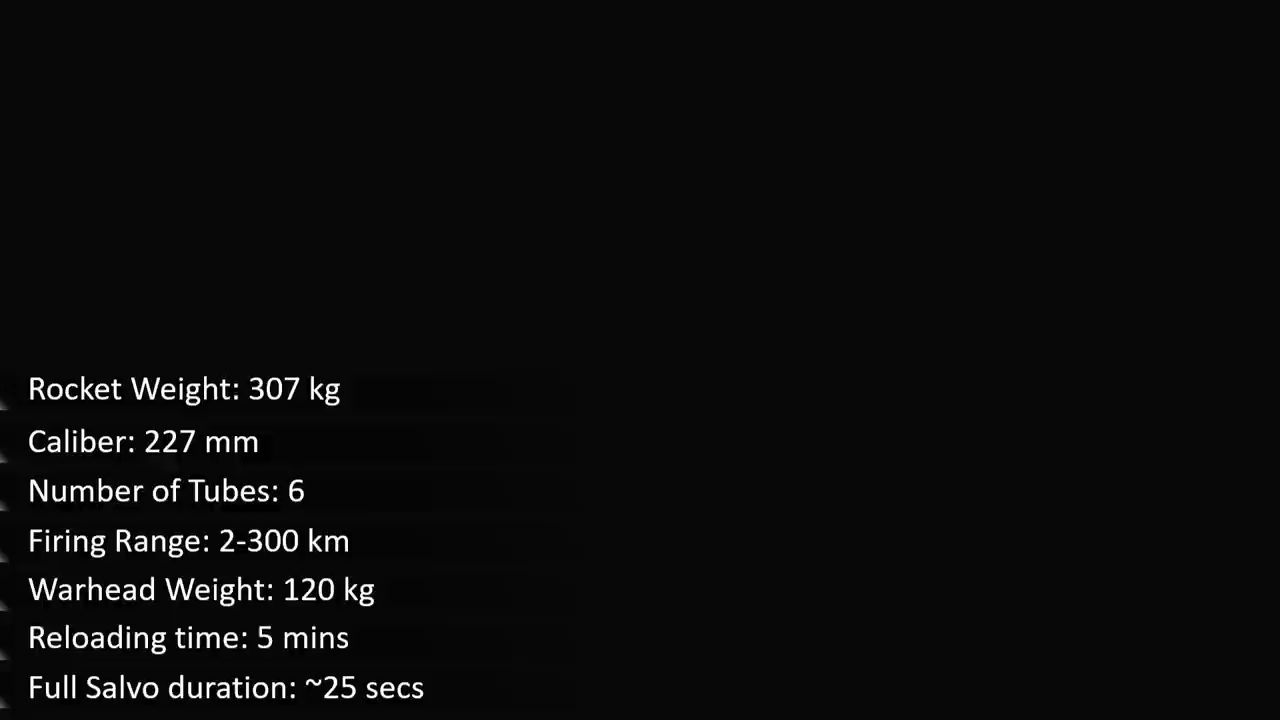 Rocket Weight: 307 kg
Caliber: 227 mm
Number of Tubes: 6
Firing Range: 2-300 km
Warhead Weight: 120 kg
Reloading time: 5 mins
Full Salvo duration: ~25 secs